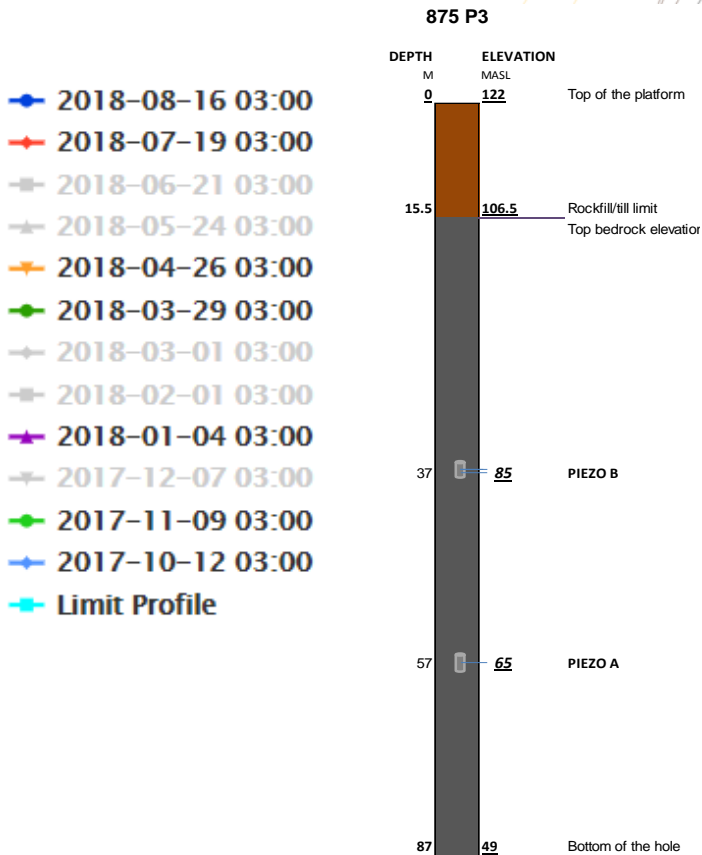 875 P3
DEPTH ELEVATION
M MASL
0 122 Top of the platform
15.5 106.5 Rockfill/till limit
Top bedrock elevation
37 85 PIEZO B
57 65 PIEZO A
87 49 Bottom of the hole
2018-08-16 03:00
2018-07-19 03:00
2018-06-21 03:00
2018-05-24 03:00
2018-04-26 03:00
2018-03-29 03:00
2018-03-01 03:00
2018-02-01 03:00
2018-01-04 03:00
2017-12-07 03:00
2017-11-09 03:00
2017-10-12 03:00
Limit Profile